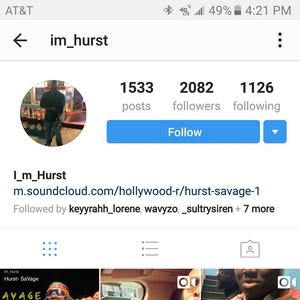 AT&T 49% 4:21 PM
im_hurst
1533 2082 1126
posts followers following
Follow
I_m_Hurst
m.soundcloud.com/hollywood-r/hurst-savage-1
Followed by keyyrahh_lorene, wavyzo, _sultrysiren + 7 more
Hurst- SaVage
AVAGE